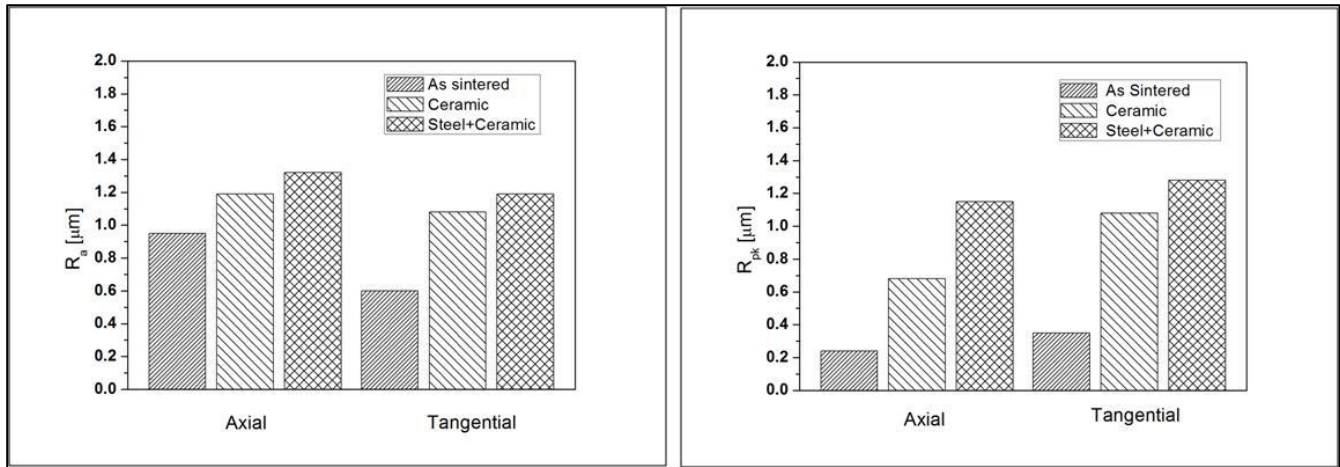 2.0
1.8
1.6
1.4
1.2
1.0
0.8
0.6
0.4
0.2
0.0
Ra [μm]
As sintered
Ceramic
Steel+Ceramic
Axial Tangential
2.0
1.8
1.6
1.4
1.2
1.0
0.8
0.6
0.4
0.2
0.0
Rpk [μm]
As Sintered
Ceramic
Steel+Ceramic
Axial Tangential